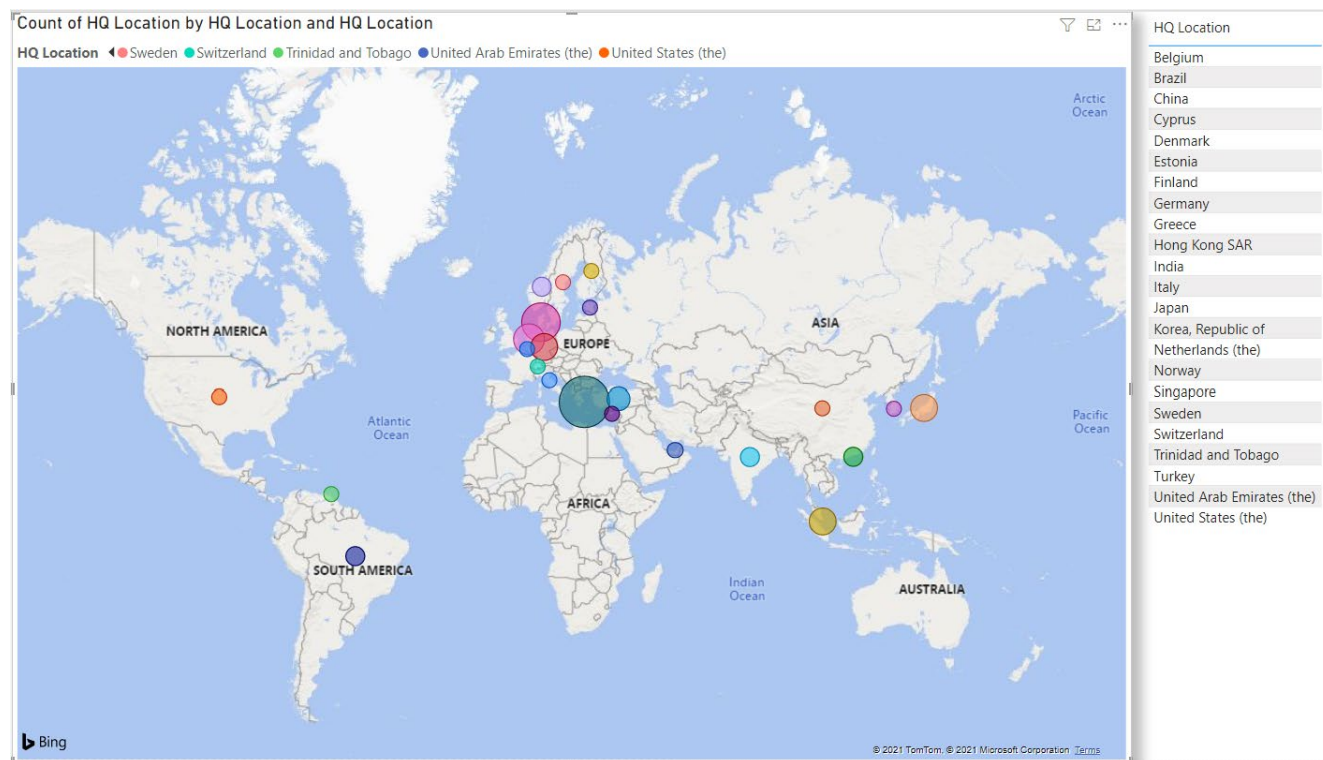 Count of HQ Location by HQ Location and HQ Location
HQ Location Sweden Switzerland Trinidad and Tobago United Arab Emirates (the) United States (the)
Arctic
Ocean
NORTH AMERICA
EUROPE
ASIA
Atlantic
Ocean
Pacific
Ocean
AFRICA
SOUTH AMERICA
Indian
Ocean
AUSTRALIA
Bing
© 2021 TomTom, © 2021 Microsoft Corporation Terms
HQ Location
Belgium
Brazil
China
Cyprus
Denmark
Estonia
Finland
Germany
Greece
Hong Kong SAR
India
Italy
Japan
Korea, Republic of
Netherlands (the)
Norway
Singapore
Sweden
Switzerland
Trinidad and Tobago
Turkey
United Arab Emirates (the)
United States (the)